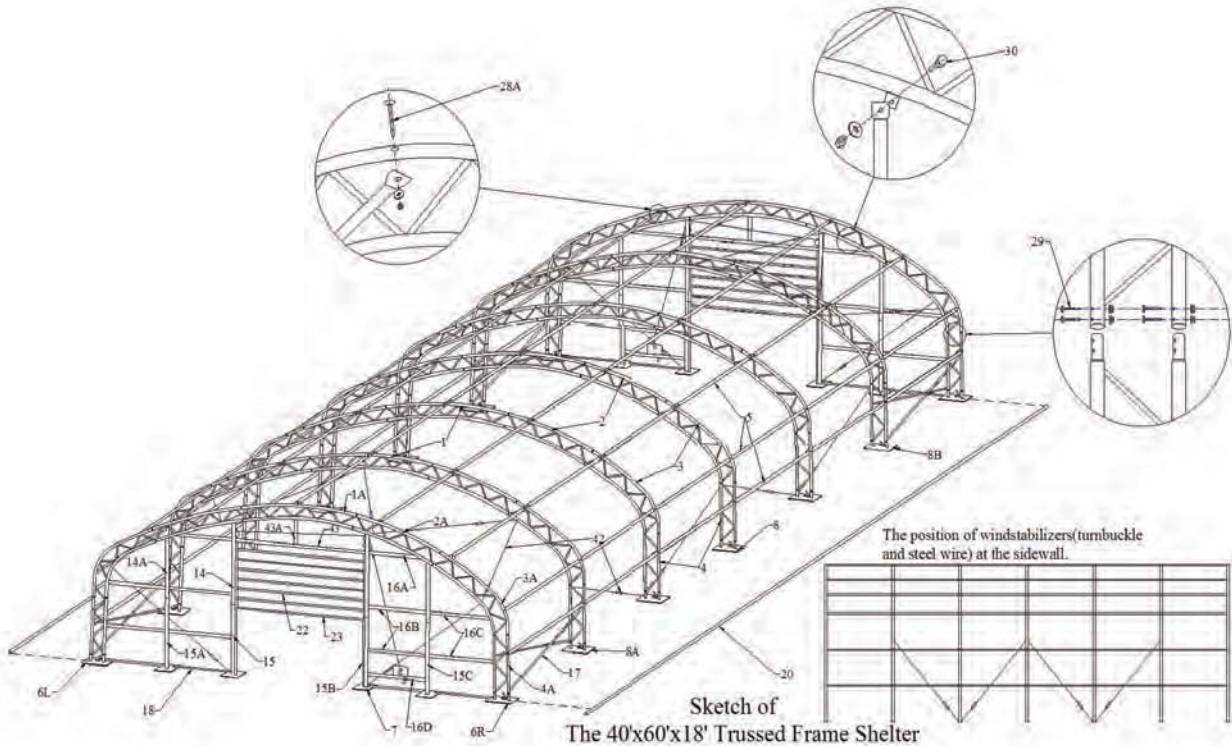 30
28A
29
2
5
1
3
8B
1A
43A
2A
8
42
14A
4
The position of windstabilizers(turnbuckle
and steel wire) at the sidewall.
14
16A
3A
22
23
16B
16C
15A
15
8A
17
20
6L
15B
15C
4A
18
7
16D
6R
Sketch of
The 40'x60'x18' Trussed Frame Shelter